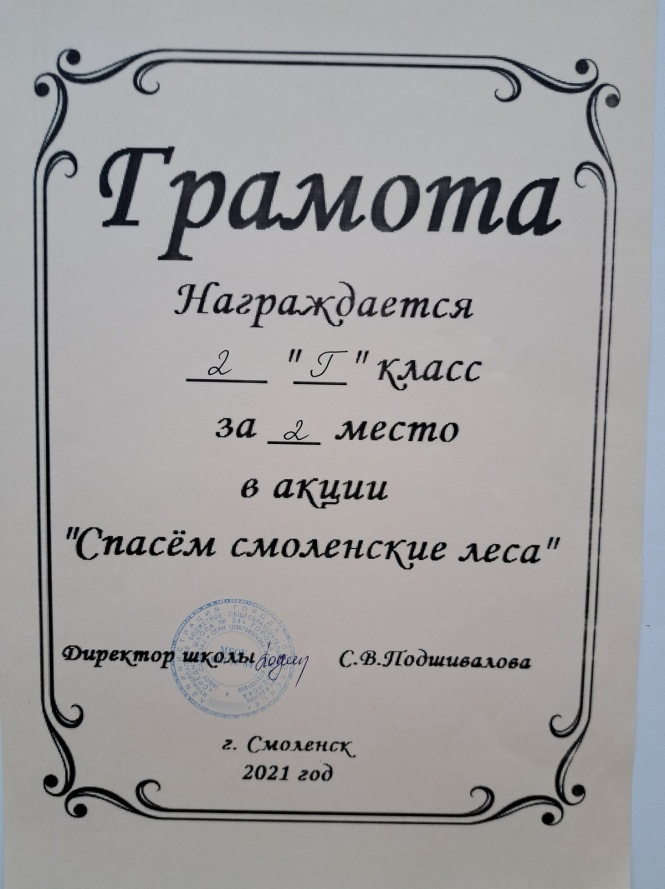 Грамота
Награждается
2 "Г" класс
за 2 место
в акции
"Спасём смоленские леса"
Директор школы С.В.Подшивалова
г. Смоленск
2021 год